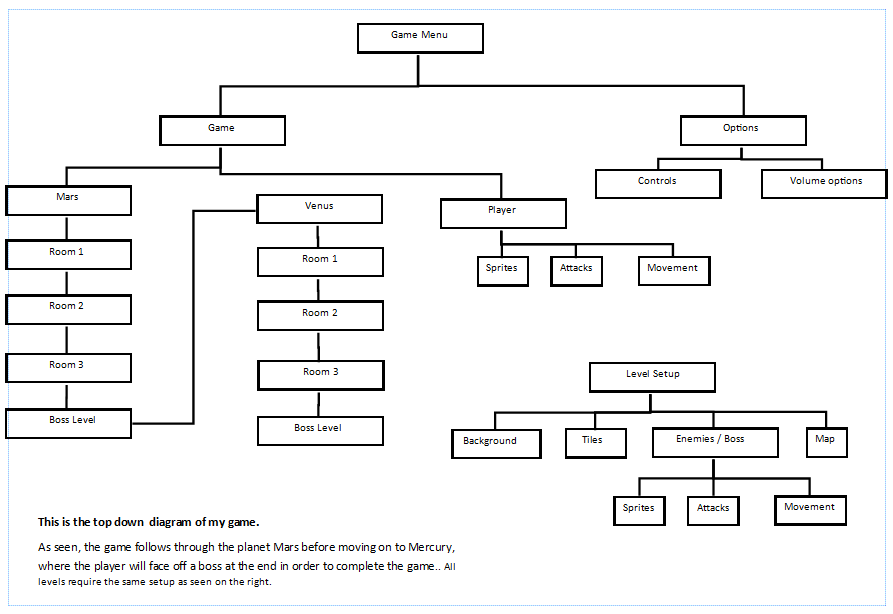 Game Menu
Game
Options
Controls
Volume options
Mars
Venus
Player
Room 1
Room 1
Sprites
Attacks
Movement
Room 2
Room 2
Room 3
Room 3
Level Setup
Boss Level
Boss Level
Background
Tiles
Enemies / Boss
Map
Sprites
Attacks
Movement
This is the top down diagram of my game.
As seen, the game follows through the planet Mars before moving on to Mercury,
where the player will face off a boss at the end in order to complete the game.. All
levels require the same setup as seen on the right.